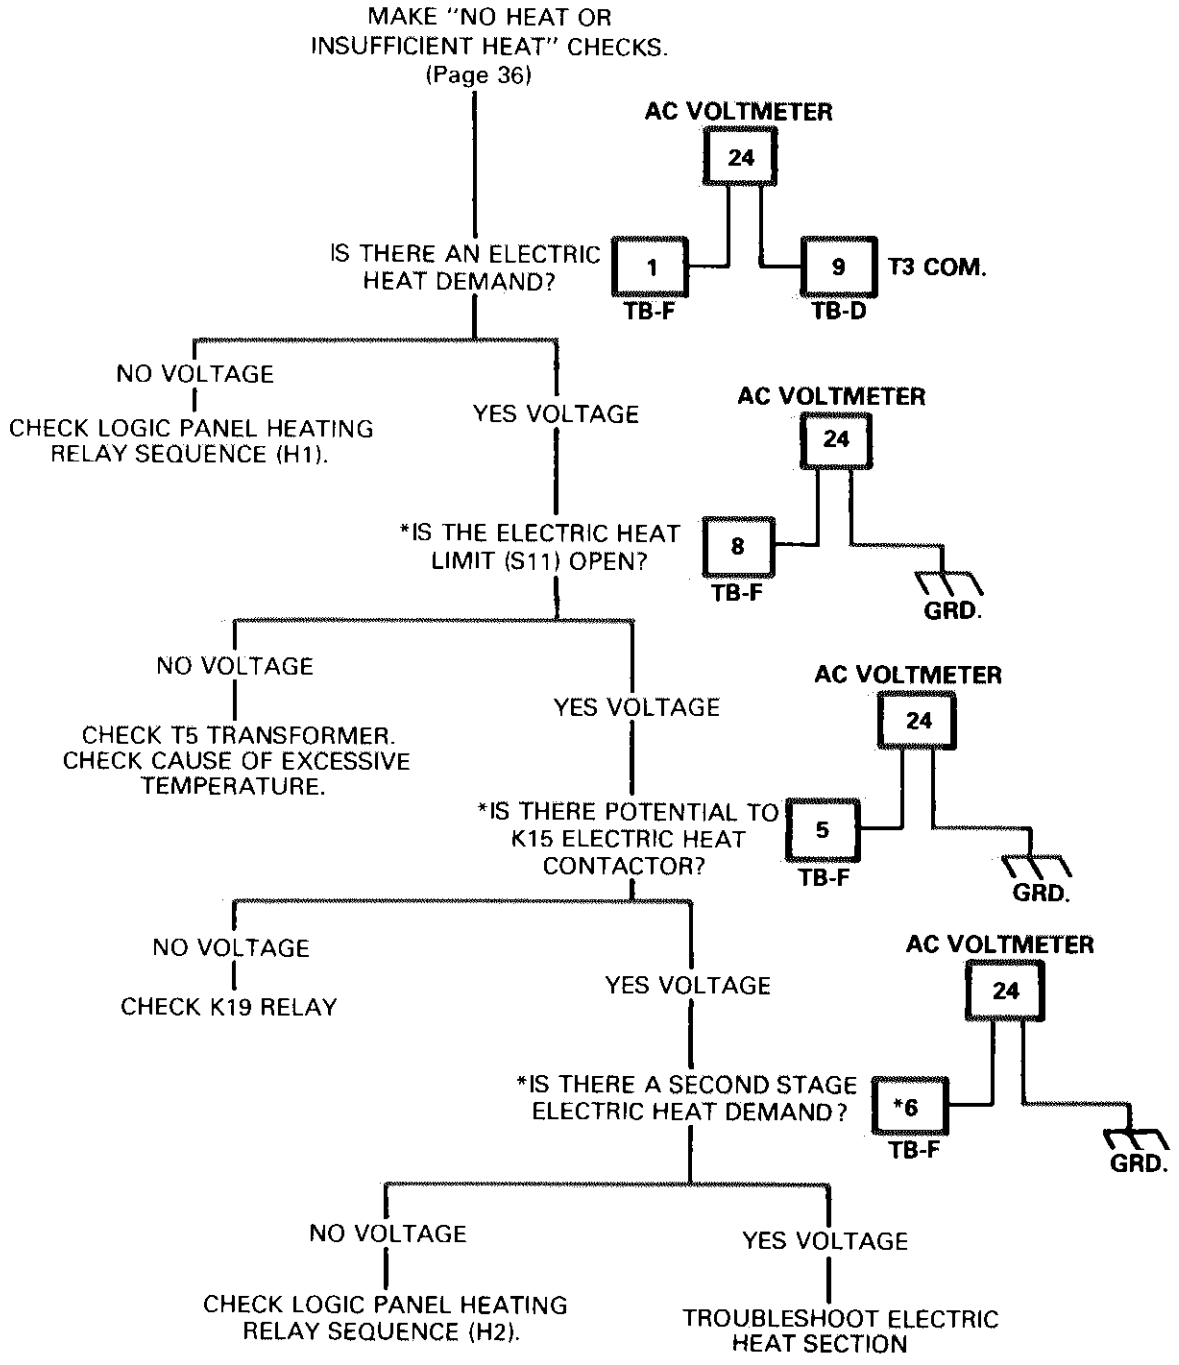 MAKE "NO HEAT OR
INSUFFICIENT HEAT" CHECKS.
(Page 36)
AC VOLTMETER
24
IS THERE AN ELECTRIC
HEAT DEMAND?
1
TB-F
9
TB-D
T3 COM.
NO VOLTAGE
CHECK LOGIC PANEL HEATING
RELAY SEQUENCE (H1).
YES VOLTAGE
AC VOLTMETER
24
*IS THE ELECTRIC HEAT
LIMIT (S11) OPEN?
8
TB-F
GRD.
NO VOLTAGE
CHECK T5 TRANSFORMER.
CHECK CAUSE OF EXCESSIVE
TEMPERATURE.
YES VOLTAGE
AC VOLTMETER
24
*IS THERE POTENTIAL TO
K15 ELECTRIC HEAT
CONTACTOR?
5
TB-F
GRD.
NO VOLTAGE
CHECK K19 RELAY
YES VOLTAGE
AC VOLTMETER
24
*IS THERE A SECOND STAGE
ELECTRIC HEAT DEMAND?
*6
TB-F
GRD.
NO VOLTAGE
CHECK LOGIC PANEL HEATING
RELAY SEQUENCE (H2).
YES VOLTAGE
TROUBLESHOOT ELECTRIC
HEAT SECTION